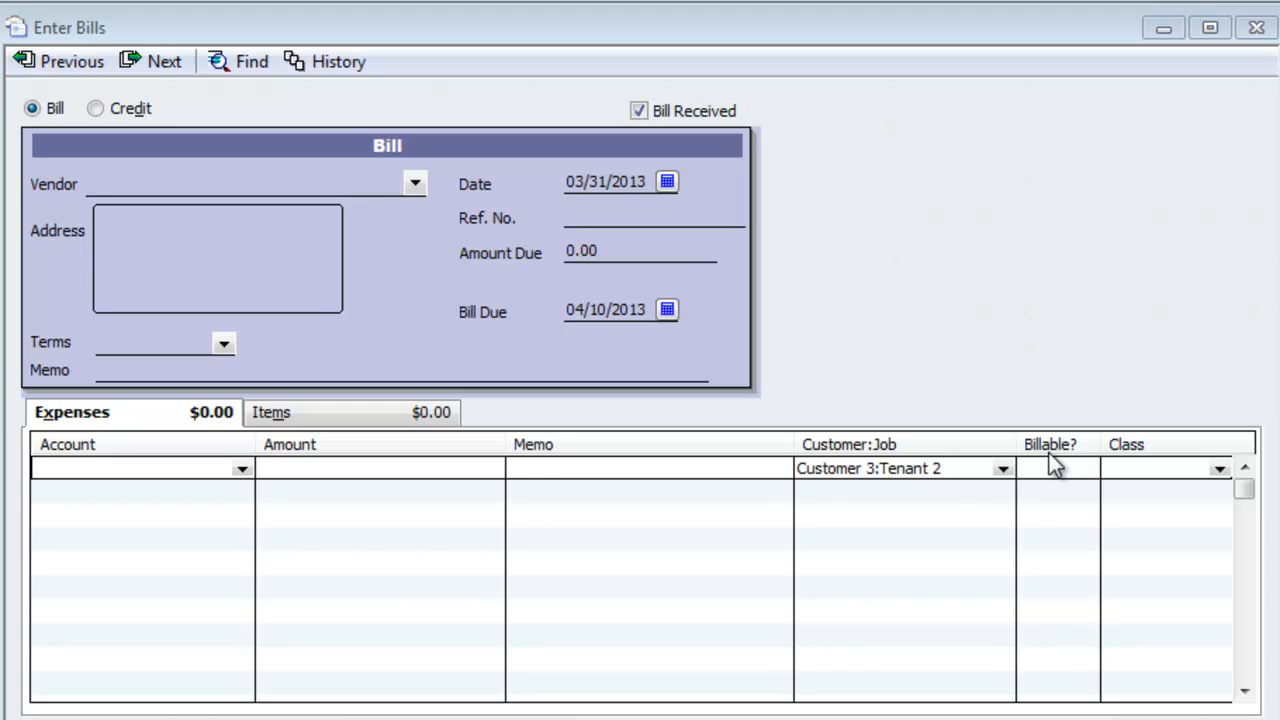 Enter Bills
Previous Next Find History
Bill Credit Bill Received
Bill
Vendor Date 03/31/2013
Address Ref. No.
Amount Due 0.00
Bill Due 04/10/2013
Terms
Memo
Expenses $0.00 Items $0.00
Account Amount Memo Customer:Job Billable? Class
Customer 3:Tenant 2